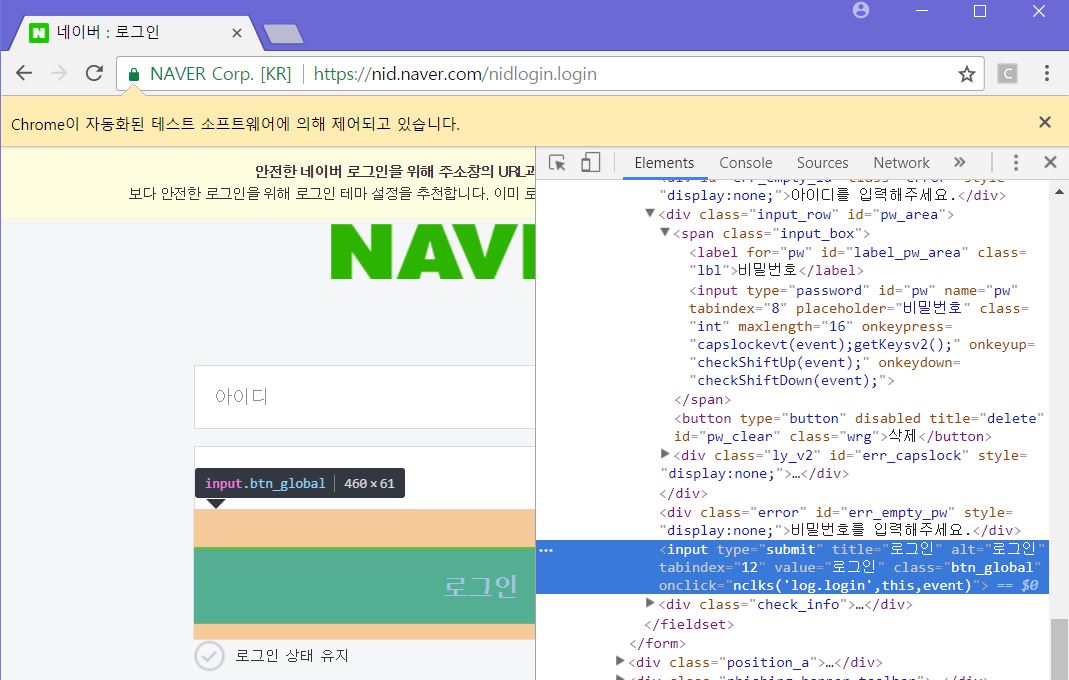 네이버 : 로그인
NAVER Corp. [KR] https://nid.naver.com/nidlogin.login
C
Chrome이 자동화된 테스트 소프트웨어에 의해 제어되고 있습니다.
안전한 네이버 로그인을 위해 주소창의 URL과
보다 안전한 로그인을 위해 로그인 테마 설정을 추천합니다. 이미 로
NAVE
아이디
input.btn_global 460 × 61
로그인
로그인 상태 유지
Elements Console Sources Network »
"display:none;">아이디를 입력해주세요.</div>
<div class="input_row" id="pw_area">
<span class="input_box">
<label for="pw" id="label_pw_area" class=
"lbl">비밀번호</label>
<input type="password" id="pw" name="pw"
tabindex="8" placeholder="비밀번호" class=
"int" maxlength="16" onkeypress=
"capslockevt(event);getKeysv2();" onkeyup=
"checkShiftUp(event);" onkeydown=
"checkShiftDown(event);">
</span>
<button type="button" disabled title="delete"
id="pw_clear" class="wrg">삭제</button>
<div class="ly_v2" id="err_capslock" style=
"display:none;">…</div>
</div>
<div class="error" id="err_empty_pw" style=
"display:none;">비밀번호를 입력해주세요.</div>
<input type="submit" title="로그인" alt="로그인"
tabindex="12" value="로그인" class="btn_global"
onclick="nclks('log.login',this,event)"> == $0
<div class="check_info">…</div>
</fieldset>
</form>
<div class="position_a">…</div>